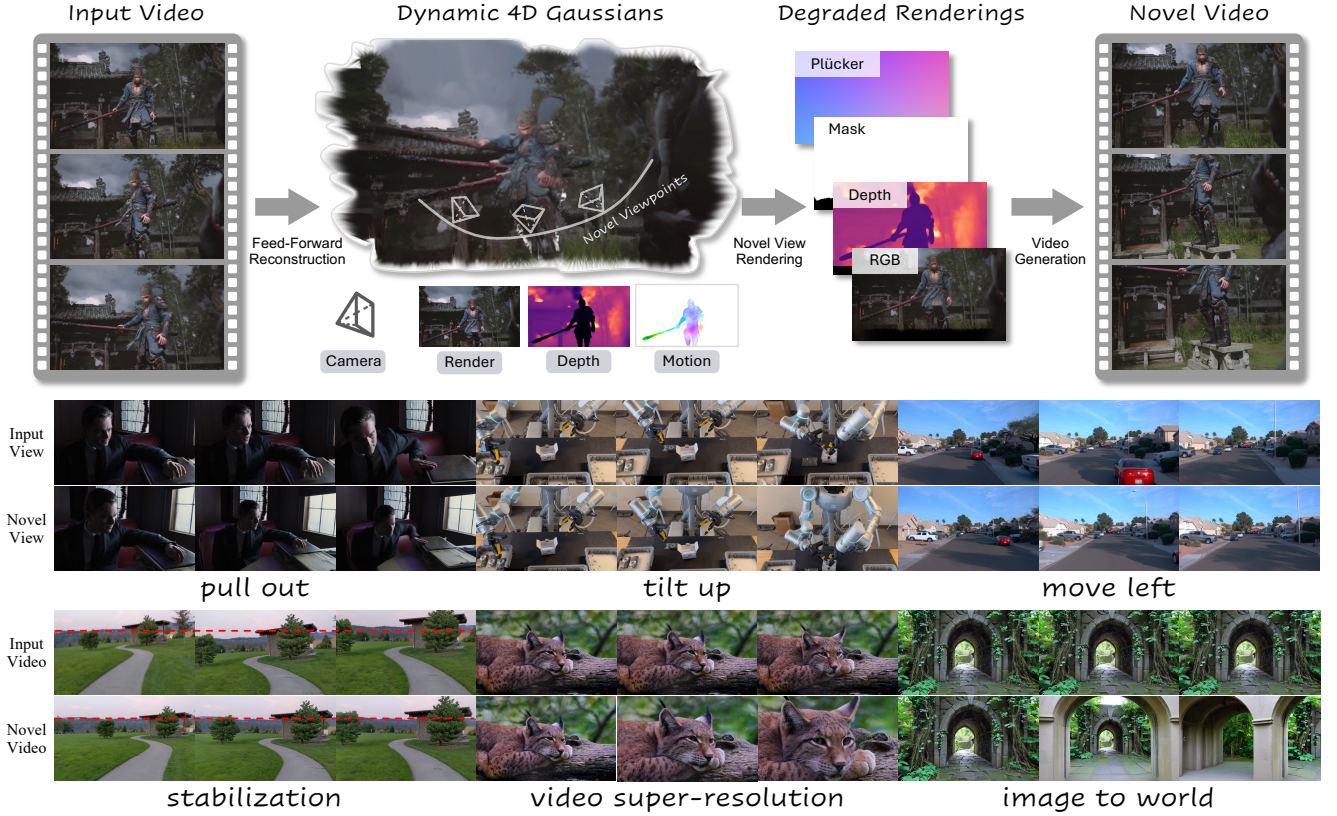 Input Video
Dynamic 4D Gaussians
Degraded Renderings
Novel Video
Plücker
Mask
Depth
RGB
Novel Viewpoints
Feed-Forward
Reconstruction
Novel View
Rendering
Video
Generation
Camera
Render
Depth
Motion
Input
View
Novel
View
pull out
tilt up
move left
Input
Video
Novel
Video
stabilization
video super-resolution
image to world